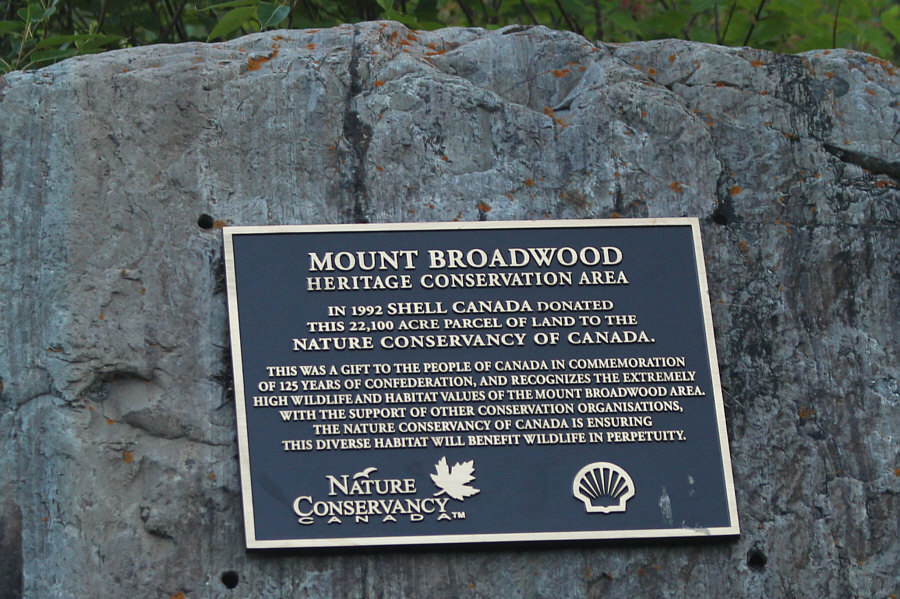 MOUNT BROADWOOD
HERITAGE CONSERVATION AREA
IN 1992 SHELL CANADA DONATED
THIS 22,100 ACRE PARCEL OF LAND TO THE
NATURE CONSERVANCY OF CANADA.
THIS WAS A GIFT TO THE PEOPLE OF CANADA IN COMMEMORATION
OF 125 YEARS OF CONFEDERATION, AND RECOGNIZES THE EXTREMELY
HIGH WILDLIFE AND HABITAT VALUES OF THE MOUNT BROADWOOD AREA.
WITH THE SUPPORT OF OTHER CONSERVATION ORGANISATIONS,
THE NATURE CONSERVANCY OF CANADA IS ENSURING
THIS DIVERSE HABITAT WILL BENEFIT WILDLIFE IN PERPETUITY.
NATURE
CONSERVANCY
CANADA™